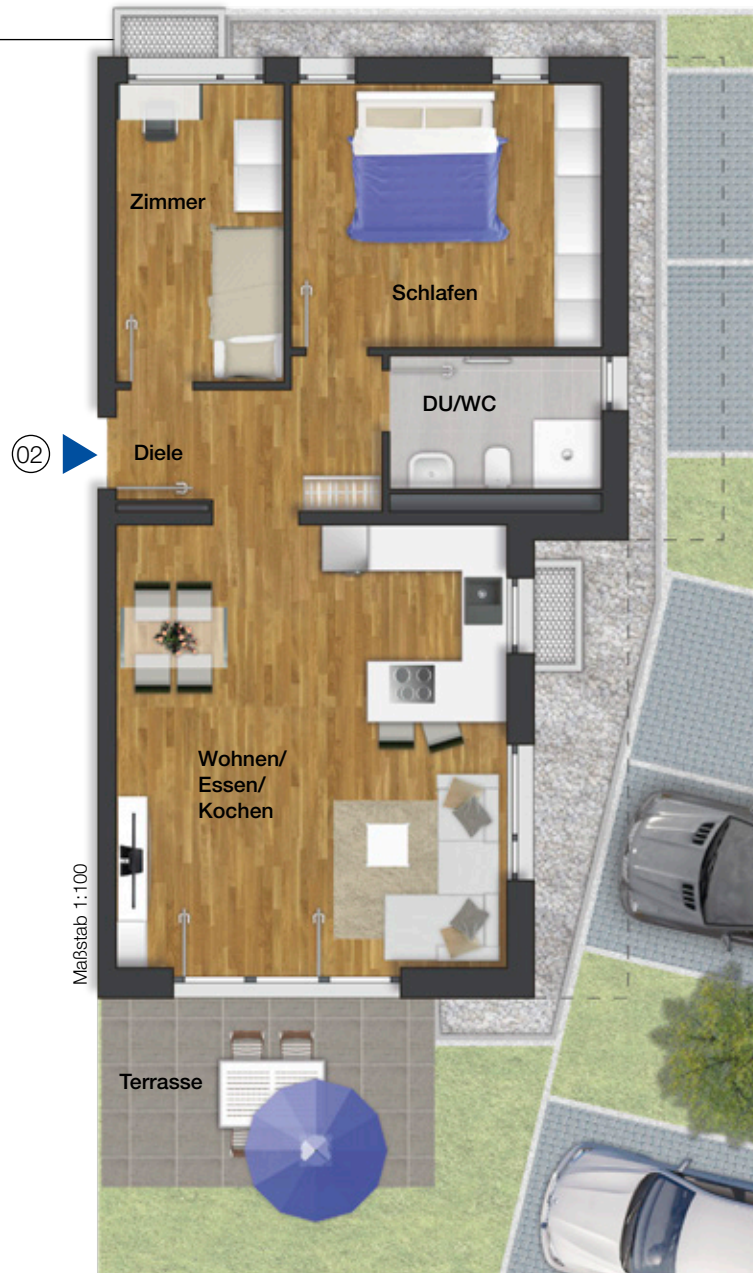 Zimmer
Schlafen
DU/WC
02
Diele
Wohnen/
Essen/
Kochen
Maßstab 1:100
Terrasse